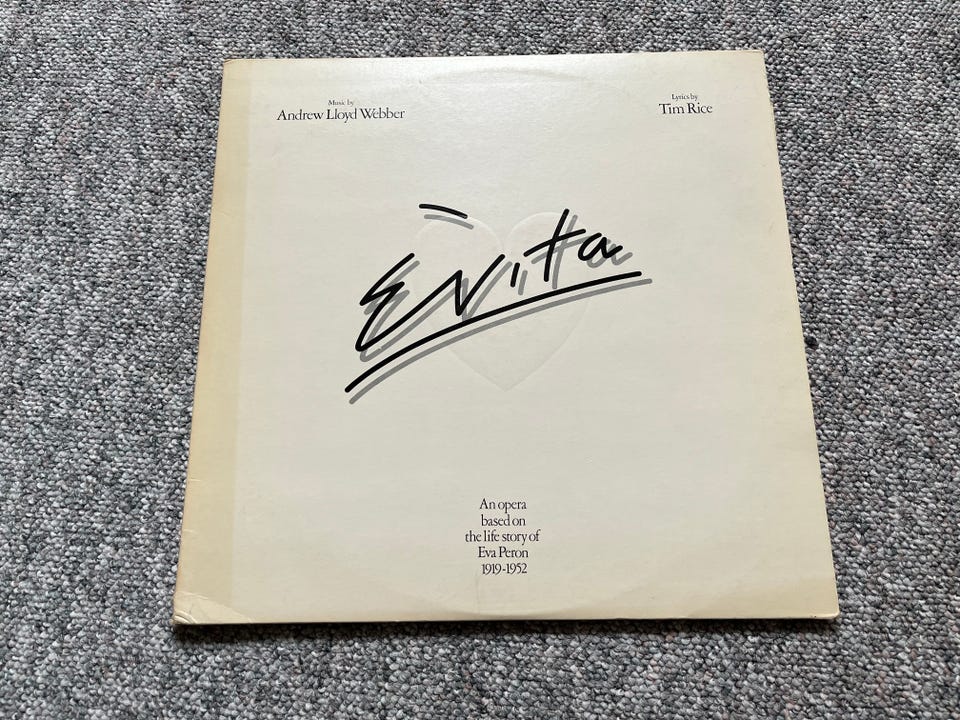 Music by
Andrew Lloyd Webber
Lyrics by
Tim Rice
Evita
An opera
based on
the life story of
Eva Peron
1919-1952